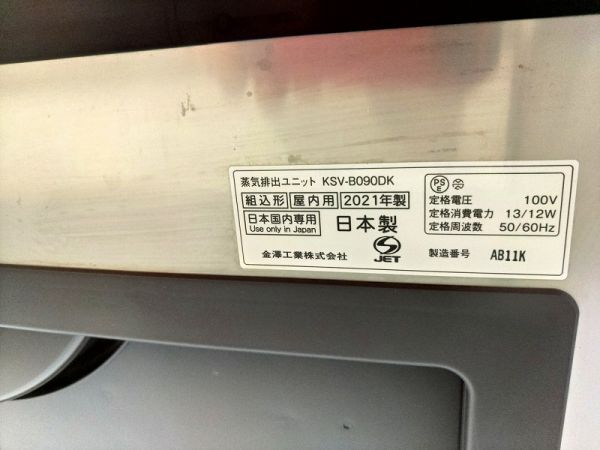 蒸気排出ユニット KSV-B090DK
組込形 屋内用 2021年製
日本国内専用
Use only in Japan
日本製
金澤工業株式会社
JET
PS
E
定格電圧 100V
定格消費電力 13/12W
定格周波数 50/60Hz
製造番号 AB11K